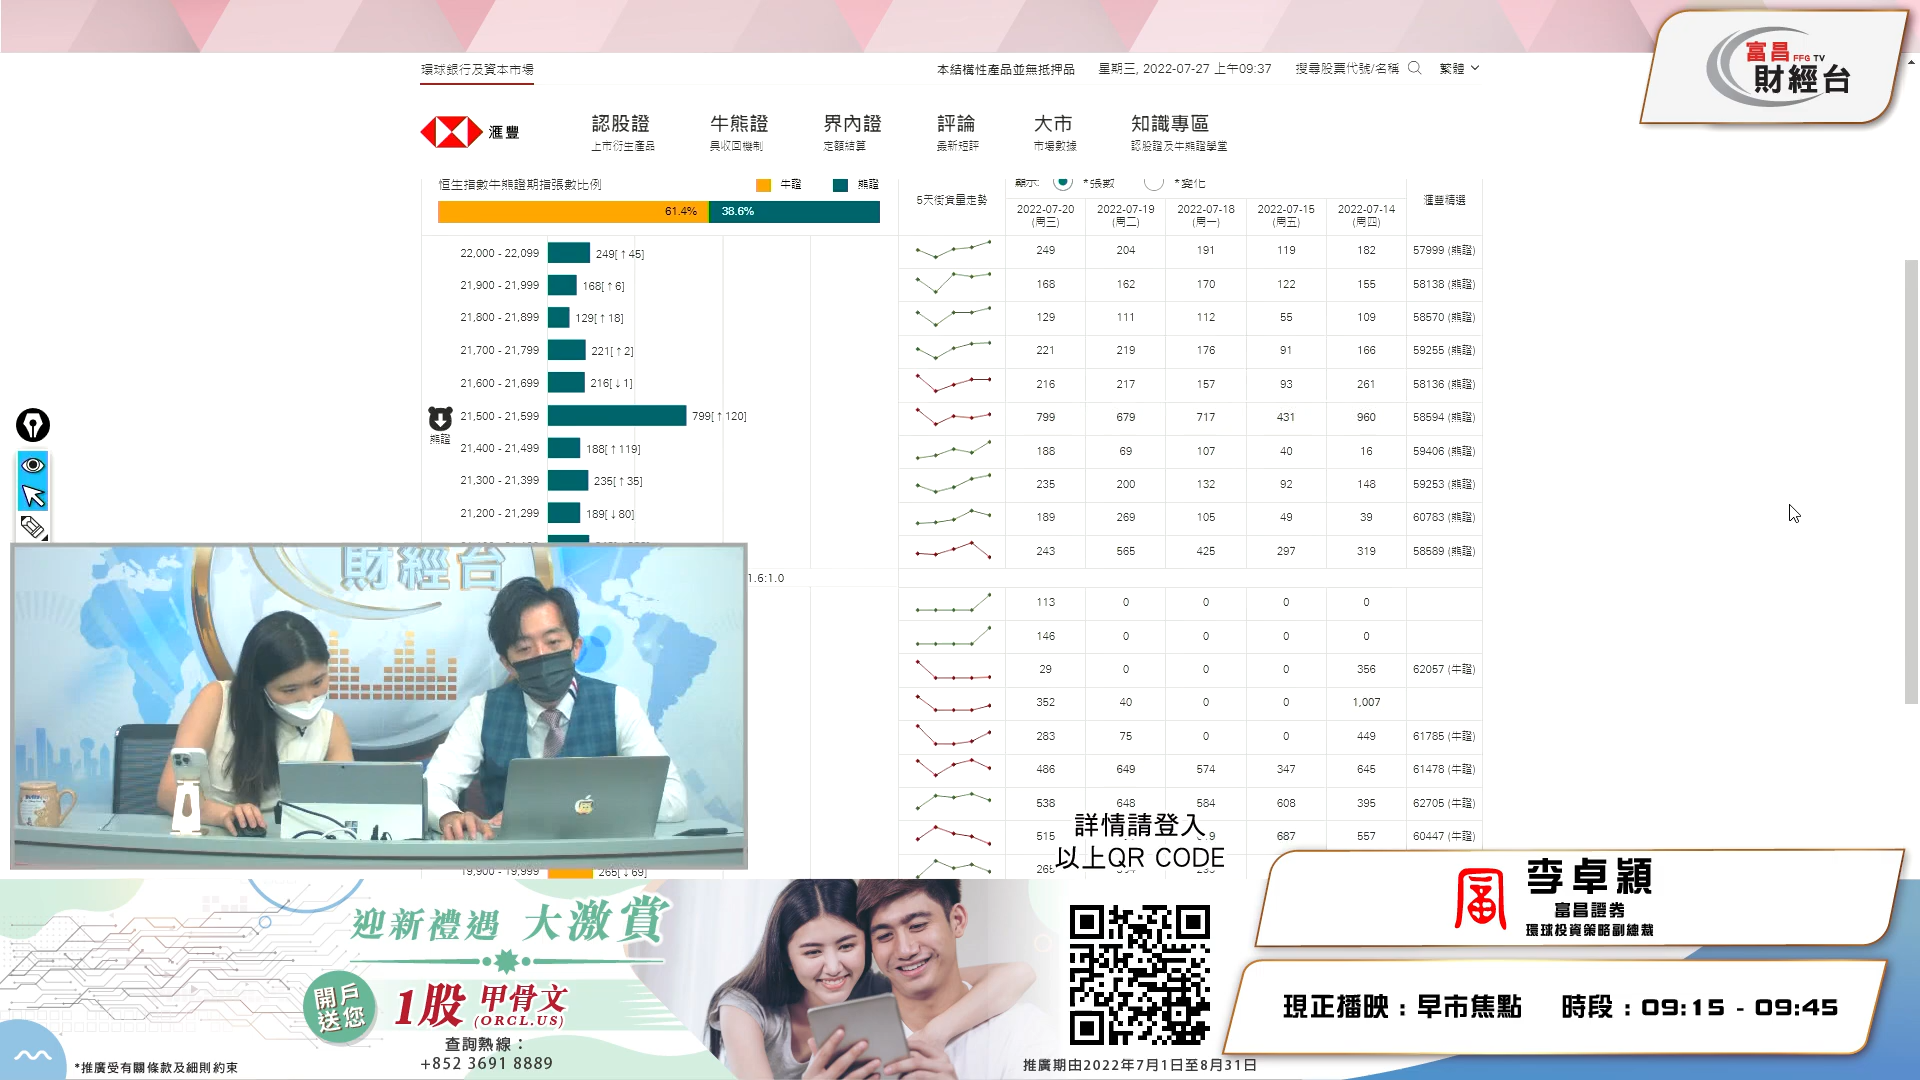 環球銀行及資本市場
本結構性產品並無抵押品
星期三, 2022-07-27 上午09:37
搜尋股票代號/名稱
繁體
富昌 FFG TV
財經台
滙豐
認股證
上市衍生產品
牛熊證
具收回機制
界內證
定額結算
評論
最新短評
大市
市場數據
知識專區
認股證及牛熊證學堂
恒生指數牛熊證期指張數比例
牛證
熊證
61.4% 38.6%
5天街貨量走勢
顯示: *張數 *變化
2022-07-20 (周三)
2022-07-19 (周二)
2022-07-18 (周一)
2022-07-15 (周五)
2022-07-14 (周四)
滙豐精選
22,000 - 22,099 249[↑45] 249 204 191 119 182 57999 (熊證)
21,900 - 21,999 168[↑6] 168 162 170 122 155 58138 (熊證)
21,800 - 21,899 129[↑18] 129 111 112 55 109 58570 (熊證)
21,700 - 21,799 221[↑2] 221 219 176 91 166 59255 (熊證)
21,600 - 21,699 216[↓1] 216 217 157 93 261 58136 (熊證)
21,500 - 21,599 799[↑120] 799 679 717 431 960 58594 (熊證)
熊證
21,400 - 21,499 188[↑119] 188 69 107 40 16 59406 (熊證)
21,300 - 21,399 235[↑35] 235 200 132 92 148 59253 (熊證)
21,200 - 21,299 189[↓80] 189 269 105 49 39 60783 (熊證)
243 565 425 297 319 58589 (熊證)
1.6:1.0
113 0 0 0 0
146 0 0 0 0
29 0 0 0 356 62057 (牛證)
352 40 0 0 1,007
283 75 0 0 449 61785 (牛證)
486 649 574 347 645 61478 (牛證)
538 648 584 608 395 62705 (牛證)
515 687 557 60447 (牛證)
19,900 - 19,999 265[↓69] 265
財經台
詳情請登入
以上QR CODE
迎新禮遇 大激賞
開戶
送您
1股 甲骨文
(ORCL.US)
查詢熱線：
+852 3691 8889
*推廣受有關條款及細則約束
推廣期由2022年7月1日至8月31日
李卓穎
富昌證券
環球投資策略副總裁
現正播映：早市焦點 時段：09:15 - 09:45